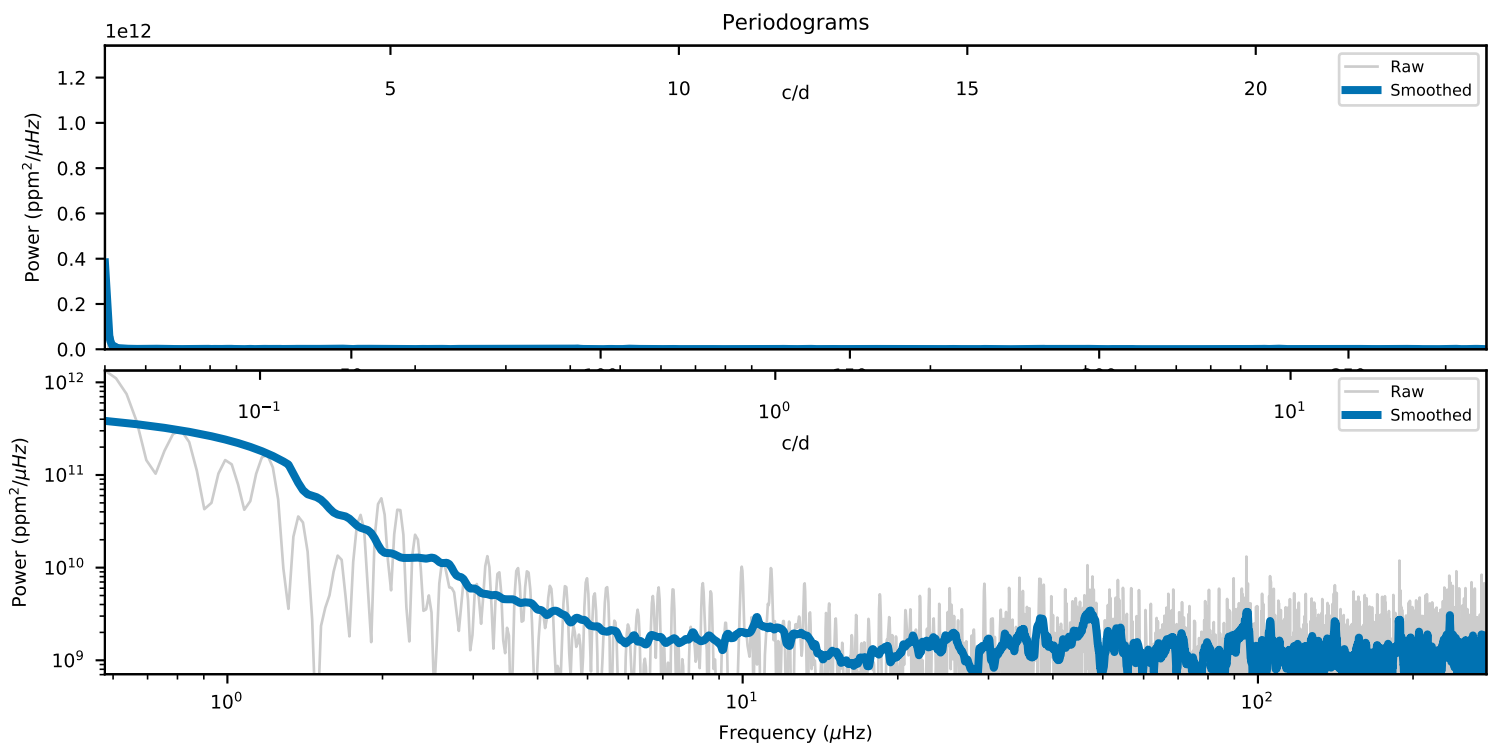 Periodograms
1e12
5 10 15 20
c/d
Raw
Smoothed
1.2
1.0
0.8
0.6
0.4
0.2
0.0
Power (ppm²/μHz)
10⁻¹ 10⁰ 10¹
c/d
Raw
Smoothed
10¹²
10¹¹
10¹⁰
10⁹
Power (ppm²/μHz)
10⁰ 10¹ 10²
Frequency (μHz)